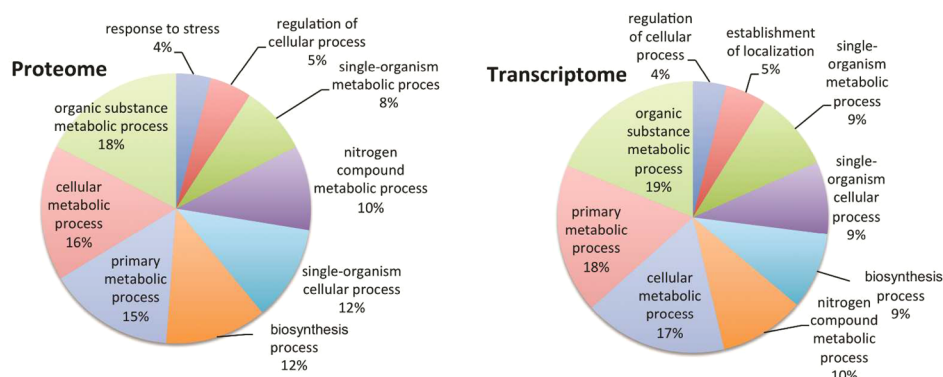 Proteome
response to stress
4%
regulation of
cellular process
5%
single-organism
metabolic proces
8%
nitrogen
compound
metabolic process
10%
single-organism
cellular process
12%
biosynthesis
process
12%
primary
metabolic
process
15%
cellular
metabolic
process
16%
organic substance
metabolic process
18%
Transcriptome
regulation
of cellular
process
4%
establishment
of localization
5%
single-
organism
metabolic
process
9%
single-
organism
cellular
process
9%
biosynthesis
process
9%
nitrogen
compound
metabolic
process
10%
cellular
metabolic
process
17%
primary
metabolic
process
18%
organic
substance
metabolic
process
19%